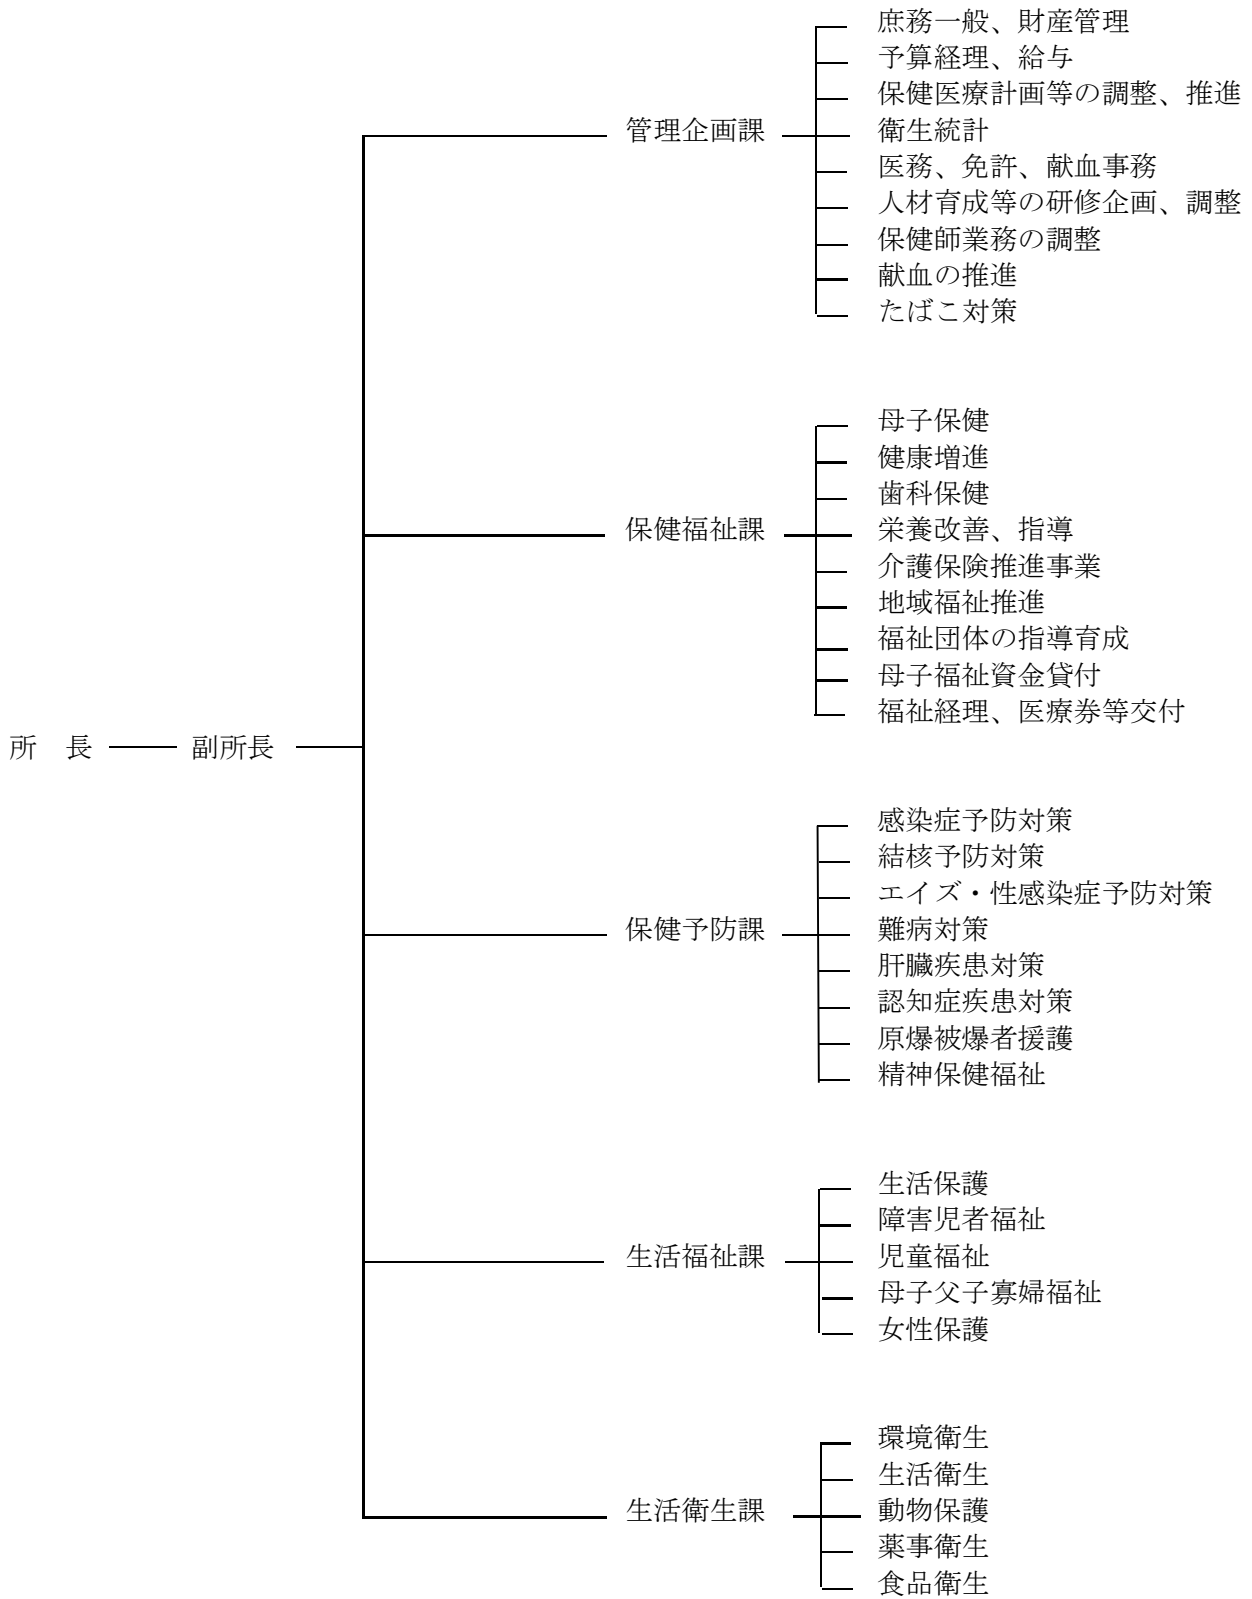 庶務一般、財産管理
予算経理、給与
保健医療計画等の調整、推進
管理企画課
衛生統計
医務、免許、献血事務
人材育成等の研修企画、調整
保健師業務の調整
献血の推進
たばこ対策
母子保健
健康増進
歯科保健
保健福祉課
栄養改善、指導
介護保険推進事業
地域福祉推進
福祉団体の指導育成
母子福祉資金貸付
福祉経理、医療券等交付
所　長
副所長
感染症予防対策
結核予防対策
エイズ・性感染症予防対策
保健予防課
難病対策
肝臓疾患対策
認知症疾患対策
原爆被爆者援護
精神保健福祉
生活保護
障害児者福祉
生活福祉課
児童福祉
母子父子寡婦福祉
女性保護
環境衛生
生活衛生
生活衛生課
動物保護
薬事衛生
食品衛生